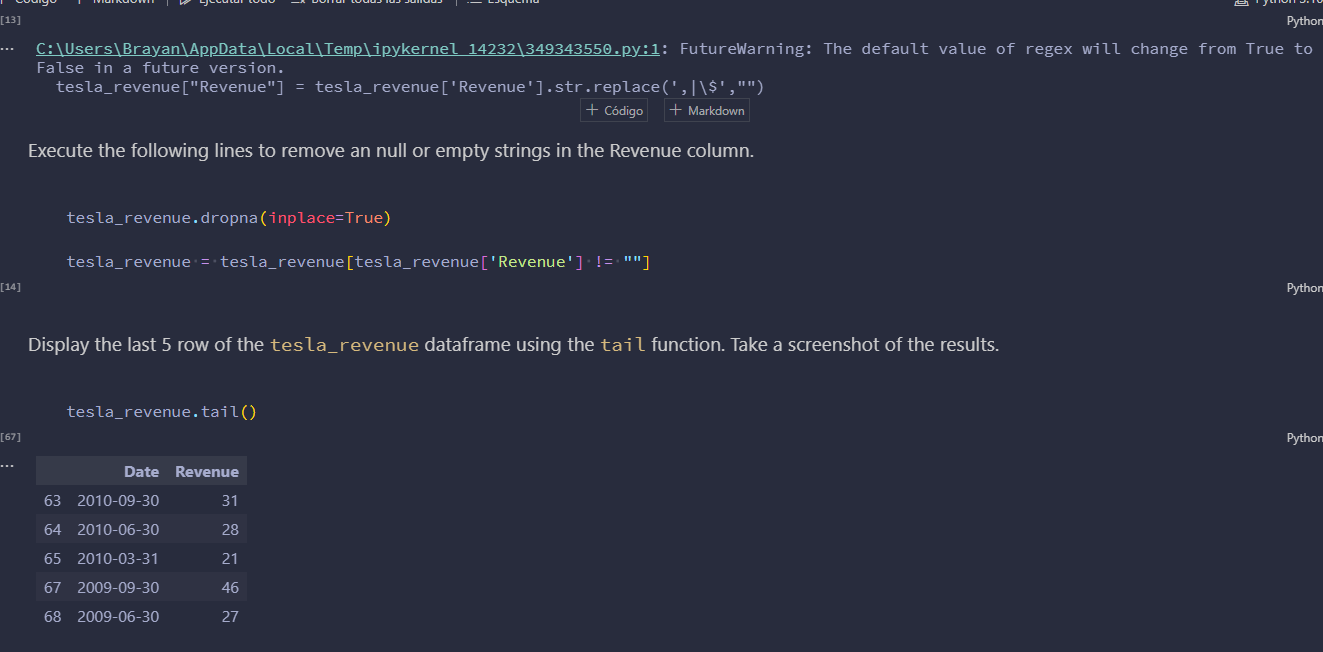 Código
Markdown
Ejecutar todo
Borrar todas las salidas
Esquema
[13]
Python
... C:\Users\Brayan\AppData\Local\Temp\ipykernel_14232\349343550.py:1: FutureWarning: The default value of regex will change from True to
False in a future version.
tesla_revenue["Revenue"] = tesla_revenue['Revenue'].str.replace(',|\$',"")
+ Código + Markdown
Execute the following lines to remove an null or empty strings in the Revenue column.
tesla_revenue.dropna(inplace=True)
tesla_revenue = tesla_revenue[tesla_revenue['Revenue'] != ""]
[14]
Python
Display the last 5 row of the tesla_revenue dataframe using the tail function. Take a screenshot of the results.
tesla_revenue.tail()
[67]
Python
...
Date Revenue
63 2010-09-30 31
64 2010-06-30 28
65 2010-03-31 21
67 2009-09-30 46
68 2009-06-30 27